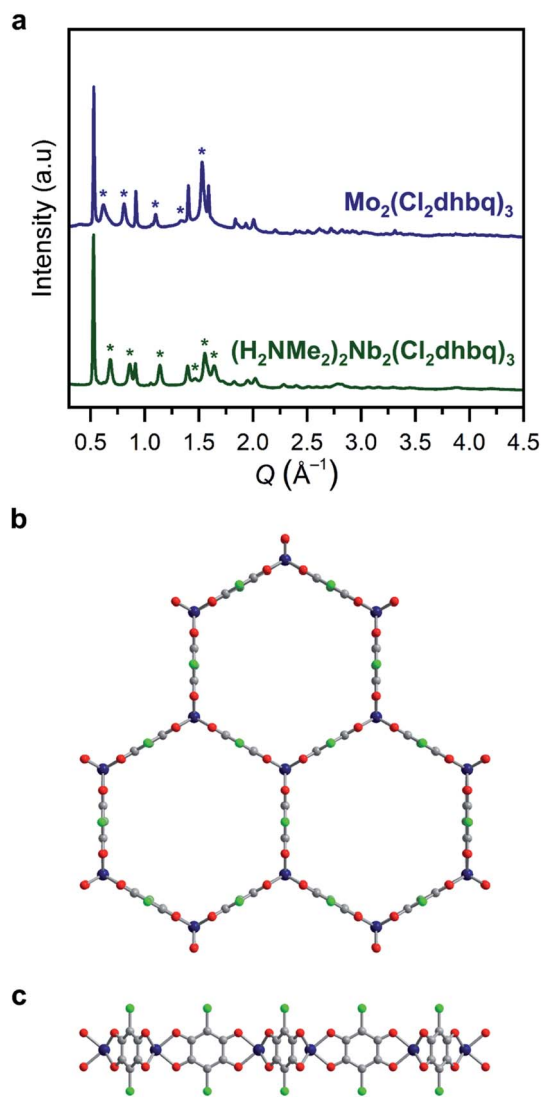 a
Intensity (a.u)
* * * * *
Mo₂(Cl₂dhbq)₃
* * * * * *
(H₂NMe₂)₂Nb₂(Cl₂dhbq)₃
0.5 1.0 1.5 2.0 2.5 3.0 3.5 4.0 4.5
Q (Å⁻¹)
b
c